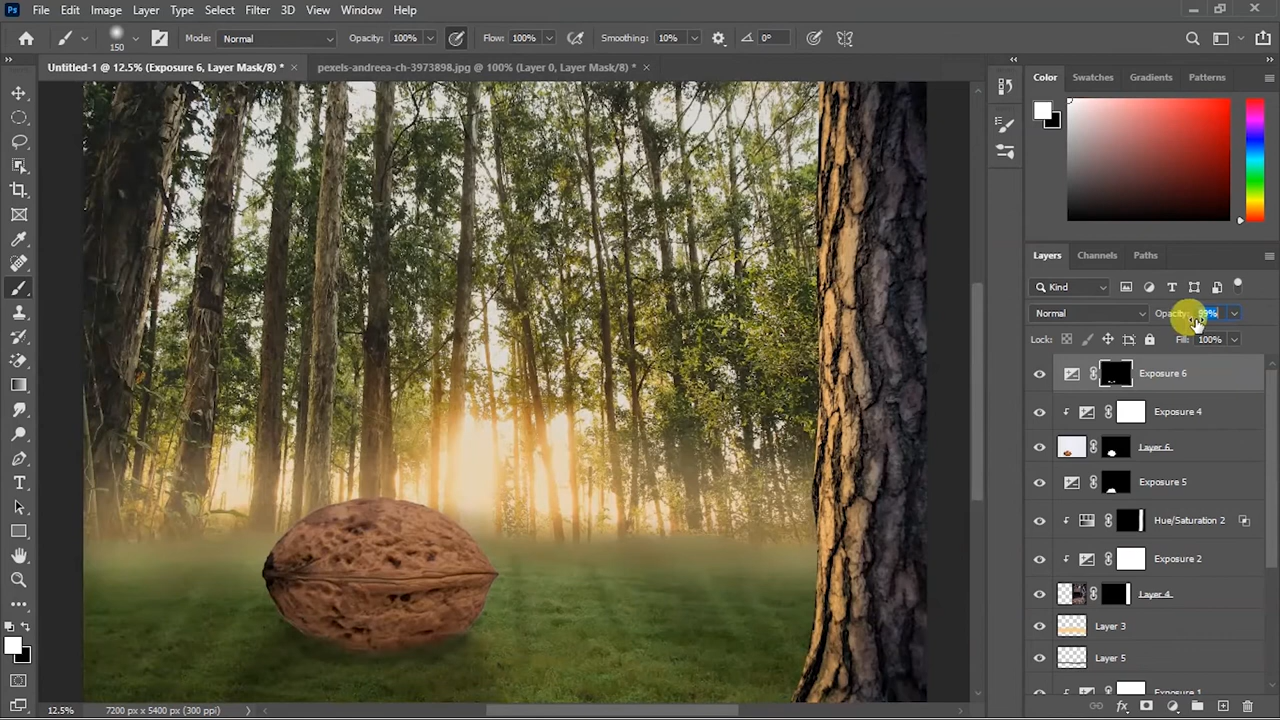 Ps File Edit Image Layer Type Select Filter 3D View Window Help
150 Mode: Normal Opacity: 100% Flow: 100% Smoothing: 10% 0°
Untitled-1 @ 12.5% (Exposure 6, Layer Mask/8) * × pexels-andreea-ch-3973898.jpg @ 100% (Layer 0, Layer Mask/8) * ×
Color Swatches Gradients Patterns
Layers Channels Paths
Kind
Normal Opacity: 99%
Lock: Fill: 100%
Exposure 6
Exposure 4
Layer 6
Exposure 5
Hue/Saturation 2
Exposure 2
Layer 4
Layer 3
Layer 5
Exposure 1
12.5% 7200 px x 5400 px (300 ppi)
fx